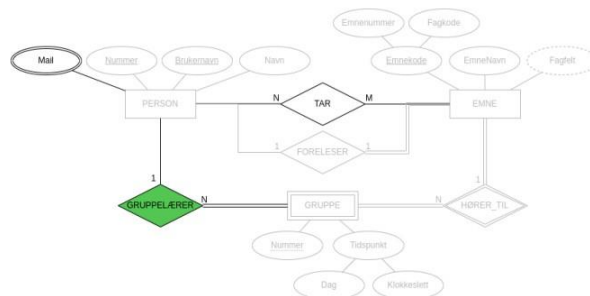 Emnenummer
Fagkode
Mail
Nummer
Brukernavn
Navn
Emnekode
EmneNavn
Fagfelt
PERSON
N
TAR
M
EMNE
1
FORELESER
1
1
1
GRUPPELÆRER
N
GRUPPE
N
HØRER_TIL
Nummer
Tidspunkt
Dag
Klokkeslett